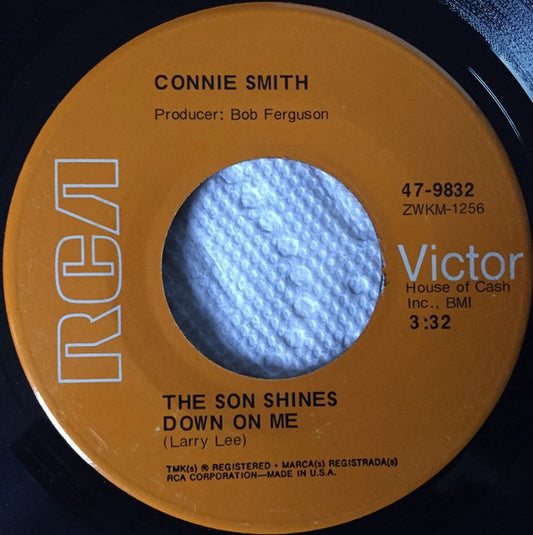 CONNIE SMITH
Producer: Bob Ferguson
RCA
47-9832
ZWKM-1256
Victor
House of Cash
Inc., BMI
3:32
THE SON SHINES
DOWN ON ME
(Larry Lee)
TMK(s) ® REGISTERED • MARCA(s) REGISTRADA(s)
RCA CORPORATION—MADE IN U.S.A.